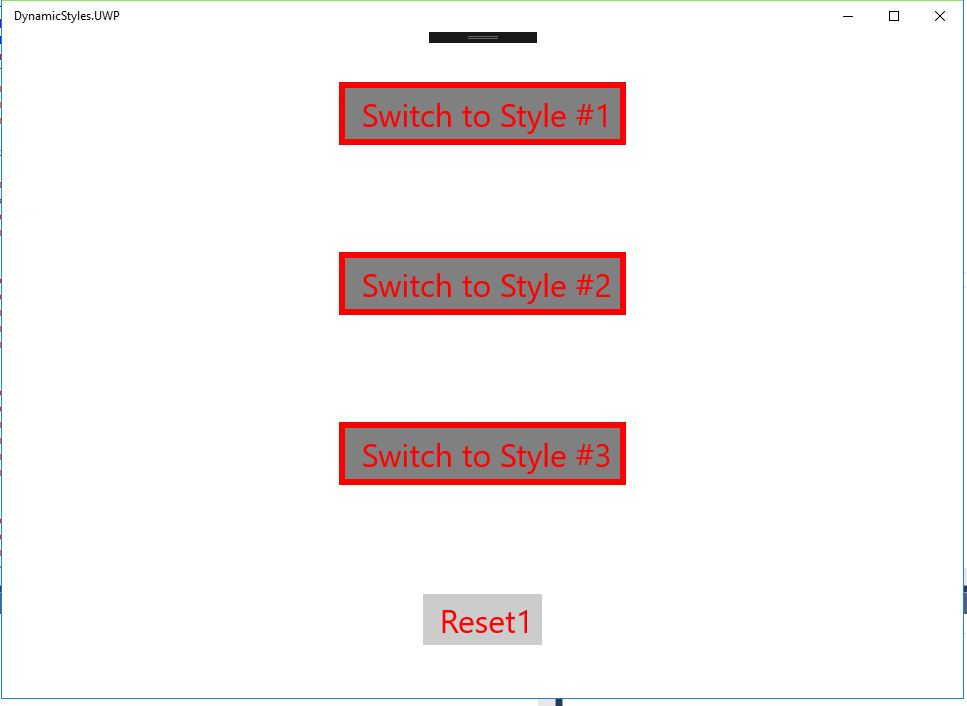 DynamicStyles.UWP
Switch to Style #1
Switch to Style #2
Switch to Style #3
Reset1